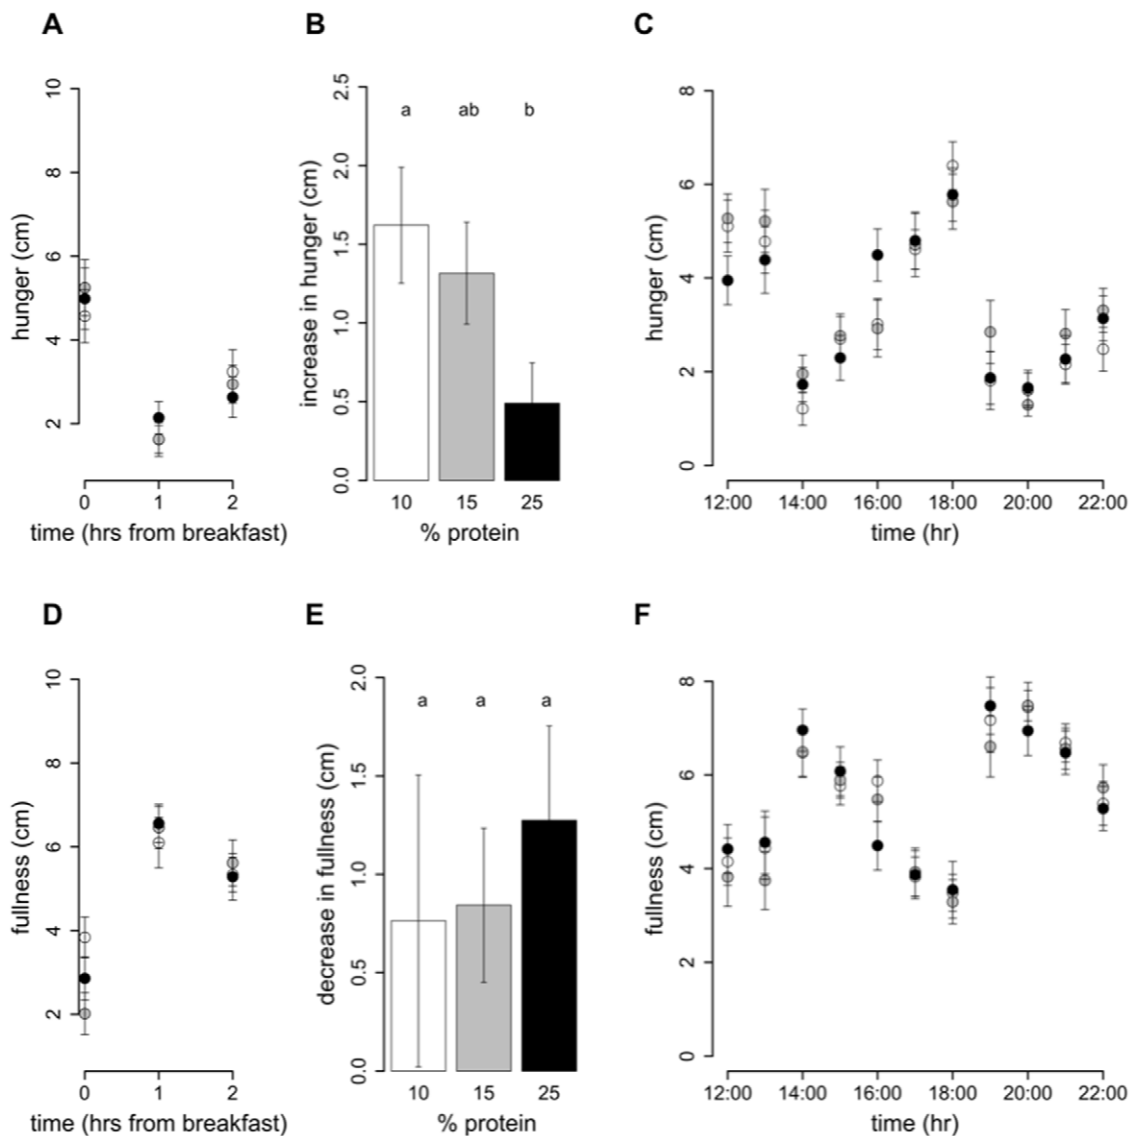 A
B
C
hunger (cm)
10
8
6
4
2
0
1
2
time (hrs from breakfast)
increase in hunger (cm)
2.5
2.0
1.5
1.0
0.5
0.0
a
ab
b
10
15
25
% protein
hunger (cm)
8
6
4
2
0
12:00
14:00
16:00
18:00
20:00
22:00
time (hr)
D
E
F
fullness (cm)
10
8
6
4
2
0
1
2
time (hrs from breakfast)
decrease in fullness (cm)
2.0
1.5
1.0
0.5
0.0
a
a
a
10
15
25
% protein
fullness (cm)
8
6
4
2
0
12:00
14:00
16:00
18:00
20:00
22:00
time (hr)